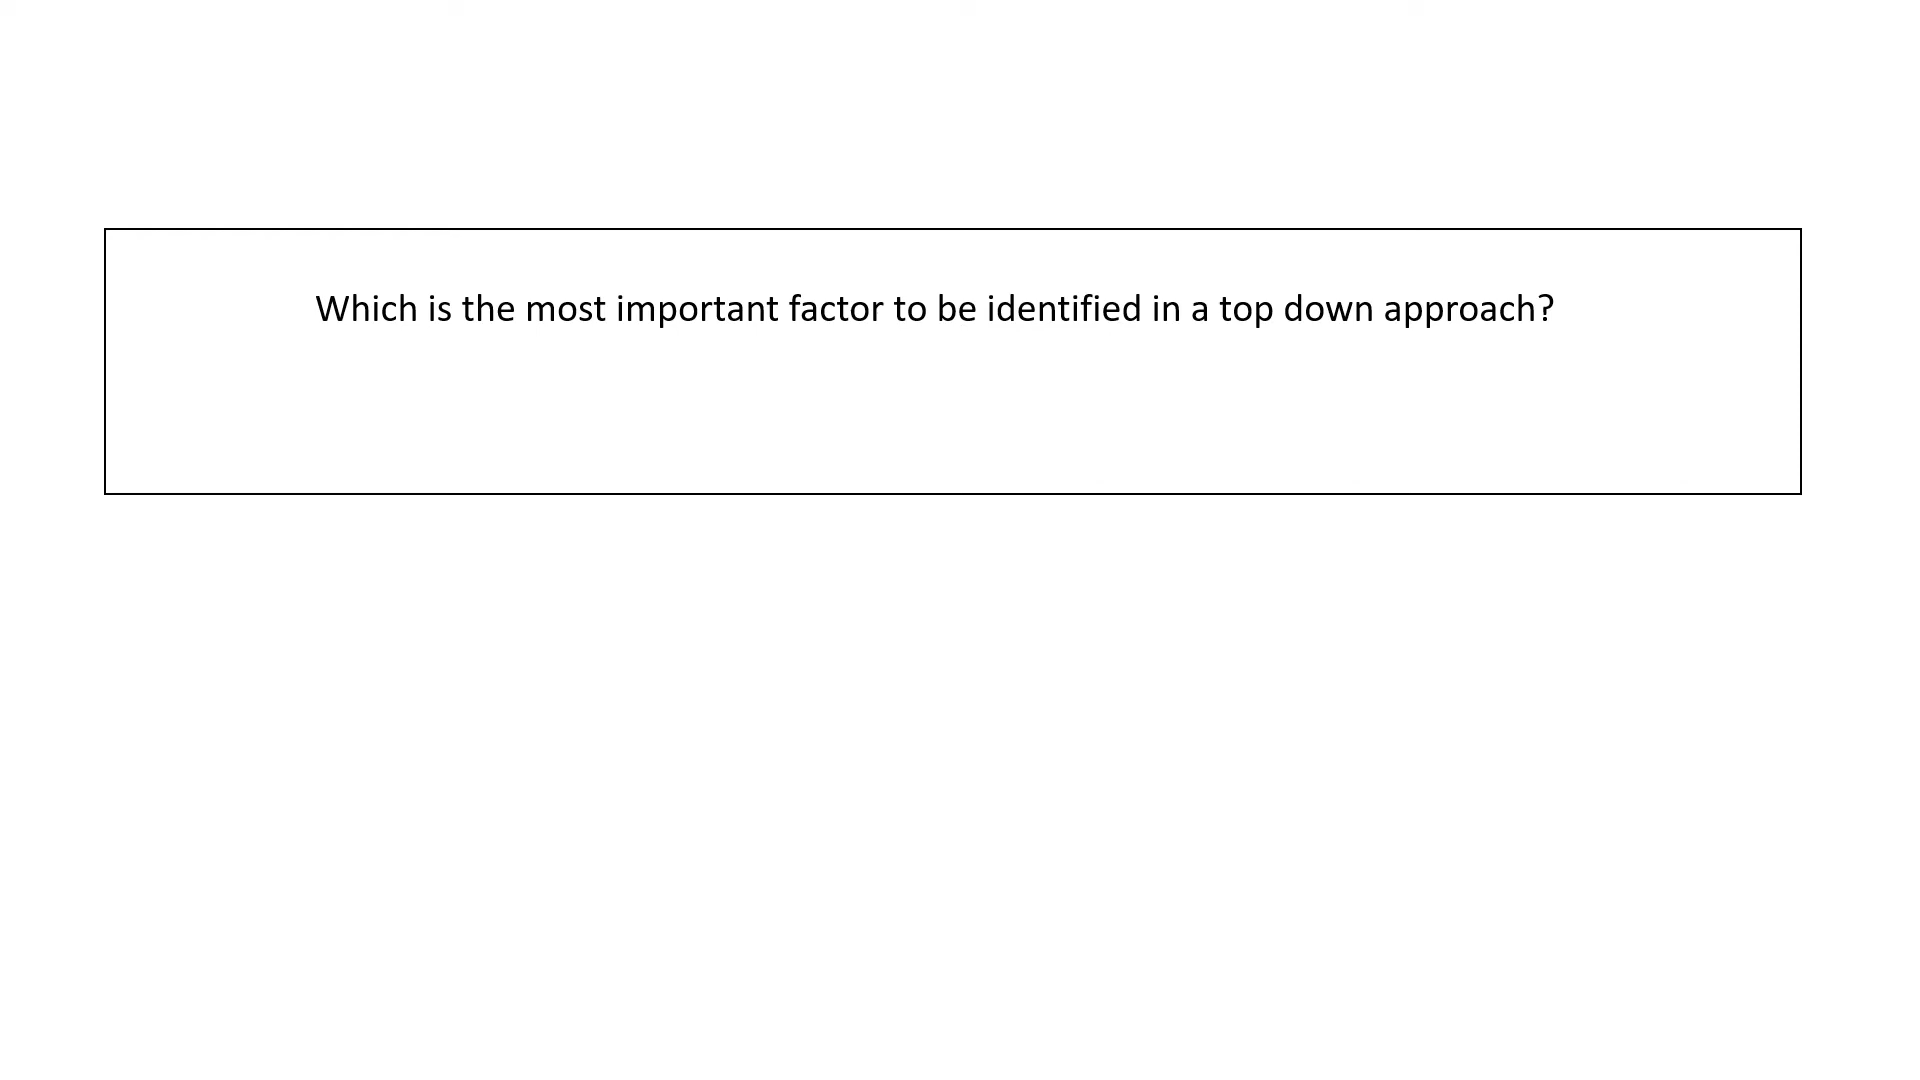 Which is the most important factor to be identified in a top down approach?